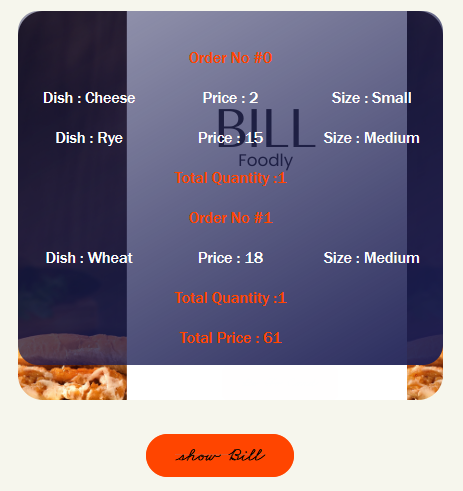 Order No #0
Dish : Cheese Price : 2 Size : Small
BILL
Dish : Rye Price : 15 Size : Medium
Foodly
Total Quantity :1
Order No #1
Dish : Wheat Price : 18 Size : Medium
Total Quantity :1
Total Price : 61
show Bill